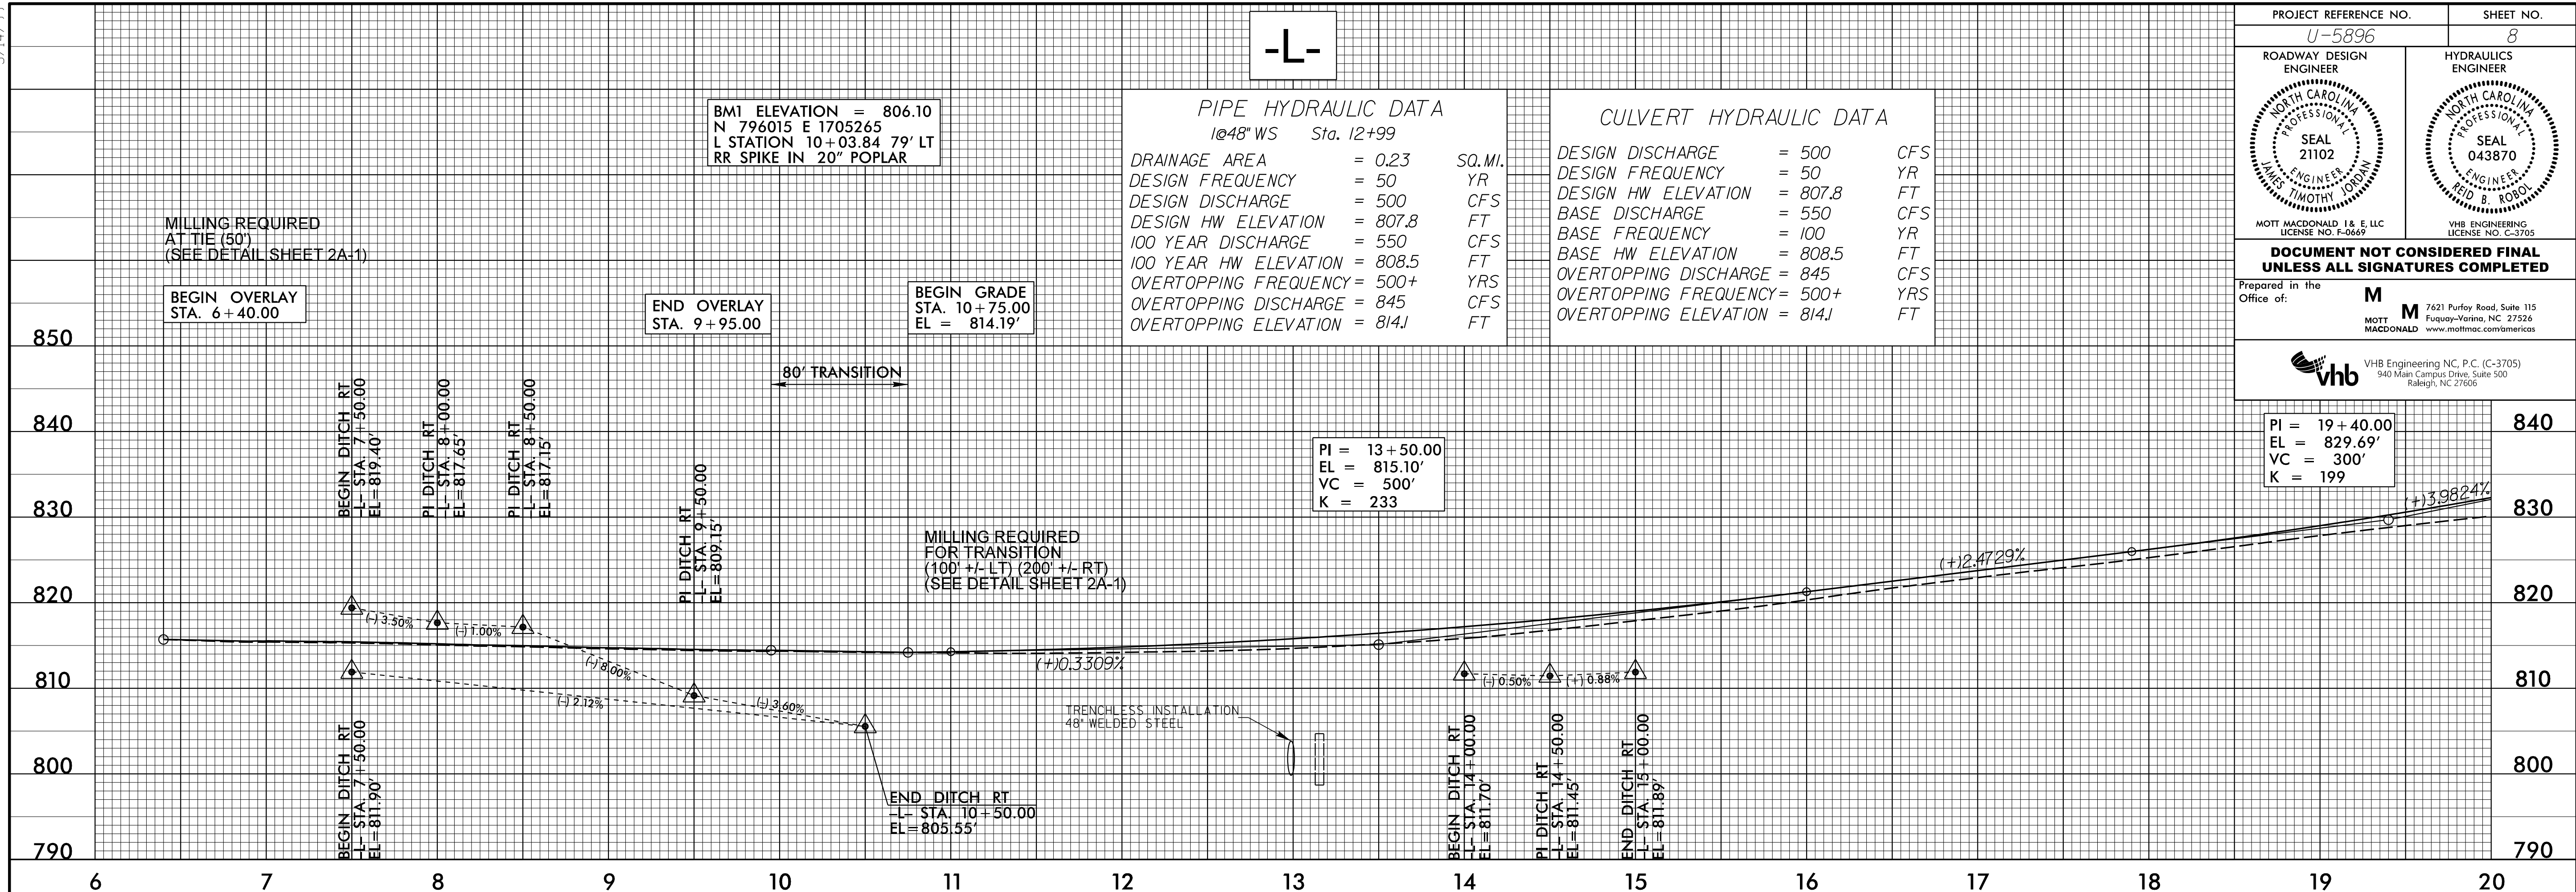 -L-
PROJECT REFERENCE NO.
SHEET NO.
U-5896
8
ROADWAY DESIGN
ENGINEER
HYDRAULICS
ENGINEER
NORTH CAROLINA
PROFESSIONAL
SEAL
21102
ENGINEER
JAMES TIMOTHY JORDAN
NORTH CAROLINA
PROFESSIONAL
SEAL
043870
ENGINEER
REID B. ROBOL
MOTT MACDONALD I & E, LLC
LICENSE NO. F-0669
VHB ENGINEERING
LICENSE NO. C-3705
DOCUMENT NOT CONSIDERED FINAL
UNLESS ALL SIGNATURES COMPLETED
Prepared in the
Office of:
M
M
MOTT
MACDONALD
7621 Purfoy Road, Suite 115
Fuquay-Varina, NC 27526
www.mottmac.com/americas
vhb
VHB Engineering NC, P.C. (C-3705)
940 Main Campus Drive, Suite 500
Raleigh, NC 27606
BM1 ELEVATION = 806.10
N 796015 E 1705265
L STATION 10+03.84 79' LT
RR SPIKE IN 20" POPLAR
PIPE HYDRAULIC DATA
1@48" WS Sta. 12+99
DRAINAGE AREA = 0.23 SQ.MI.
DESIGN FREQUENCY = 50 YR
DESIGN DISCHARGE = 500 CFS
DESIGN HW ELEVATION = 807.8 FT
100 YEAR DISCHARGE = 550 CFS
100 YEAR HW ELEVATION = 808.5 FT
OVERTOPPING FREQUENCY = 500+ YRS
OVERTOPPING DISCHARGE = 845 CFS
OVERTOPPING ELEVATION = 814.1 FT
CULVERT HYDRAULIC DATA
DESIGN DISCHARGE = 500 CFS
DESIGN FREQUENCY = 50 YR
DESIGN HW ELEVATION = 807.8 FT
BASE DISCHARGE = 550 CFS
BASE FREQUENCY = 100 YR
BASE HW ELEVATION = 808.5 FT
OVERTOPPING DISCHARGE = 845 CFS
OVERTOPPING FREQUENCY = 500+ YRS
OVERTOPPING ELEVATION = 814.1 FT
MILLING REQUIRED
AT TIE (50')
(SEE DETAIL SHEET 2A-1)
BEGIN OVERLAY
STA. 6+40.00
END OVERLAY
STA. 9+95.00
BEGIN GRADE
STA. 10+75.00
EL = 814.19'
80' TRANSITION
BEGIN DITCH RT
-L- STA. 7+50.00
EL=819.40'
PI DITCH RT
-L- STA. 8+00.00
EL=817.65'
PI DITCH RT
-L- STA. 8+50.00
EL=817.15'
PI DITCH RT
-L- STA. 9+50.00
EL=809.15'
MILLING REQUIRED
FOR TRANSITION
(100' +/- LT) (200' +/- RT)
(SEE DETAIL SHEET 2A-1)
PI = 13+50.00
EL = 815.10'
VC = 500'
K = 233
PI = 19+40.00
EL = 829.69'
VC = 300'
K = 199
(+)3.9824%
(+)2.4729%
(+)0.3309%
(-) 3.50%
(-) 1.00%
(-) 8.00%
(-) 2.12%
(-) 3.60%
(-) 0.50%
(+) 0.88%
TRENCHLESS INSTALLATION
48" WELDED STEEL
BEGIN DITCH RT
-L- STA. 7+50.00
EL=811.90'
END DITCH RT
-L- STA. 10+50.00
EL=805.55'
BEGIN DITCH RT
-L- STA. 14+00.00
EL=811.70'
PI DITCH RT
-L- STA. 14+50.00
EL=811.45'
END DITCH RT
-L- STA. 15+00.00
EL=811.89'
850
840
830
820
810
800
790
840
830
820
810
800
790
6 7 8 9 10 11 12 13 14 15 16 17 18 19 20